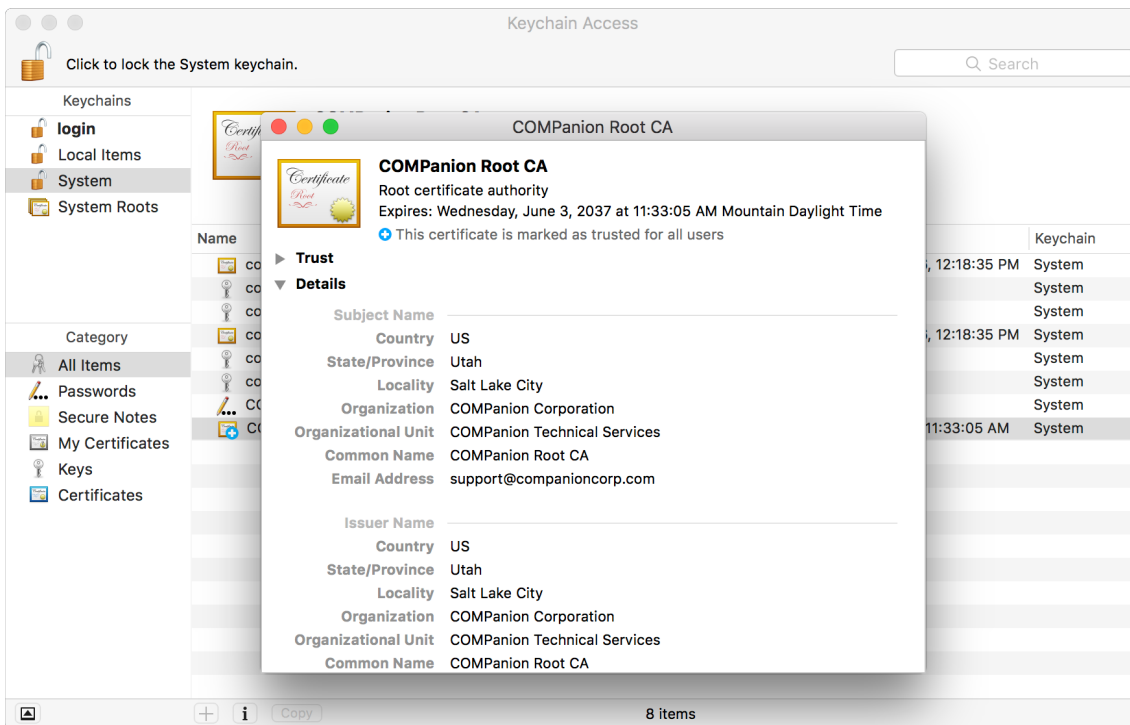 Keychain Access
Click to lock the System keychain.
Search
Keychains
login
Local Items
System
System Roots
Category
All Items
Passwords
Secure Notes
My Certificates
Keys
Certificates
Certificate
Root
COMPanion Root CA
Name
Keychain
12:18:35 PM System
System
System
12:18:35 PM System
System
System
System
11:33:05 AM System
COMPanion Root CA
Certificate
Root
COMPanion Root CA
Root certificate authority
Expires: Wednesday, June 3, 2037 at 11:33:05 AM Mountain Daylight Time
This certificate is marked as trusted for all users
Trust
Details
Subject Name
Country US
State/Province Utah
Locality Salt Lake City
Organization COMPanion Corporation
Organizational Unit COMPanion Technical Services
Common Name COMPanion Root CA
Email Address support@companioncorp.com
Issuer Name
Country US
State/Province Utah
Locality Salt Lake City
Organization COMPanion Corporation
Organizational Unit COMPanion Technical Services
Common Name COMPanion Root CA
Copy
8 items